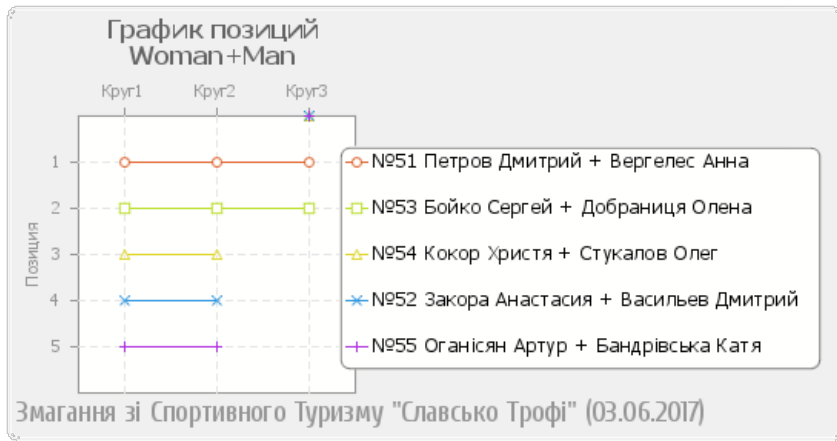 График позиций
Woman+Man
Круг1 Круг2 Круг3
Позиция
1 №51 Петров Дмитрий + Вергелес Анна
2 №53 Бойко Сергей + Добраниця Олена
3 №54 Кокор Христя + Стукалов Олег
4 №52 Закора Анастасия + Васильев Дмитрий
5 №55 Оганісян Артур + Бандрівська Катя
Змагання зі Спортивного Туризму "Славсько Трофі" (03.06.2017)